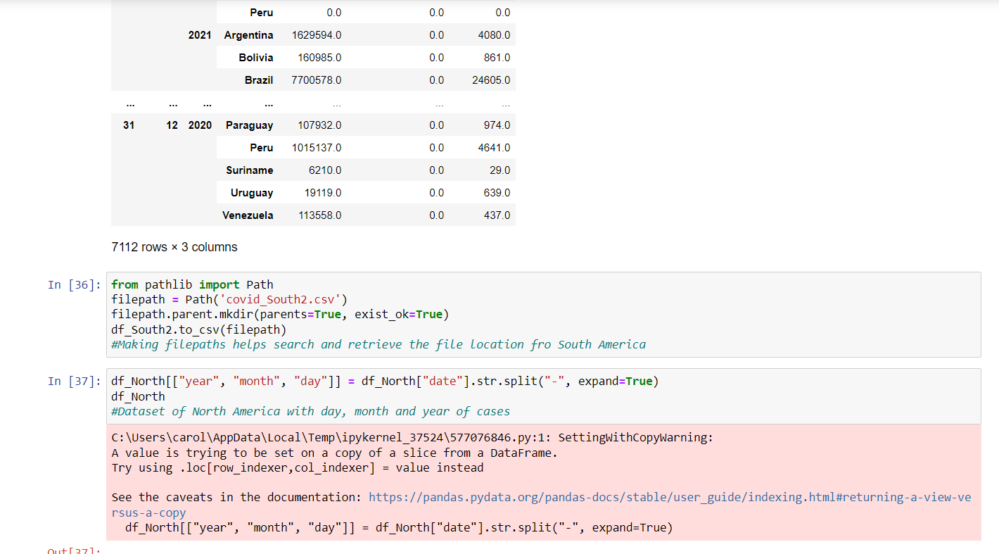 Peru 0.0 0.0 0.0
2021 Argentina 1629594.0 0.0 4080.0
Bolivia 160985.0 0.0 861.0
Brazil 7700578.0 0.0 24605.0
... ... ... ... ... ... ...
31 12 2020 Paraguay 107932.0 0.0 974.0
Peru 1015137.0 0.0 4641.0
Suriname 6210.0 0.0 29.0
Uruguay 19119.0 0.0 639.0
Venezuela 113558.0 0.0 437.0
7112 rows × 3 columns
In [36]: from pathlib import Path
filepath = Path('covid_South2.csv')
filepath.parent.mkdir(parents=True, exist_ok=True)
df_South2.to_csv(filepath)
#Making filepaths helps search and retrieve the file location fro South America
In [37]: df_North[["year", "month", "day"]] = df_North["date"].str.split("-", expand=True)
df_North
#Dataset of North America with day, month and year of cases
C:\Users\carol\AppData\Local\Temp\ipykernel_37524\577076846.py:1: SettingWithCopyWarning:
A value is trying to be set on a copy of a slice from a DataFrame.
Try using .loc[row_indexer,col_indexer] = value instead
See the caveats in the documentation: https://pandas.pydata.org/pandas-docs/stable/user_guide/indexing.html#returning-a-view-ve
rsus-a-copy
df_North[["year", "month", "day"]] = df_North["date"].str.split("-", expand=True)
Out[37]: